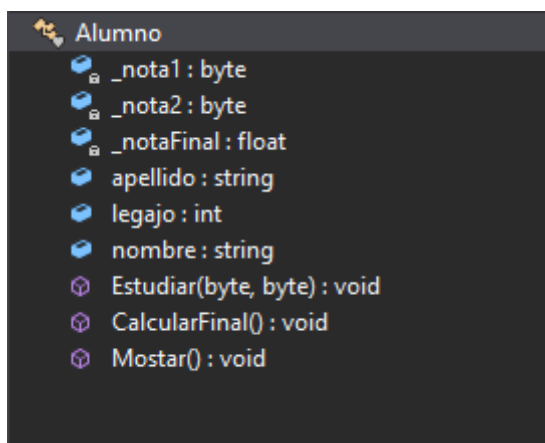 Alumno
_nota1 : byte
_nota2 : byte
_notaFinal : float
apellido : string
legajo : int
nombre : string
Estudiar(byte, byte) : void
CalcularFinal() : void
Mostar() : void